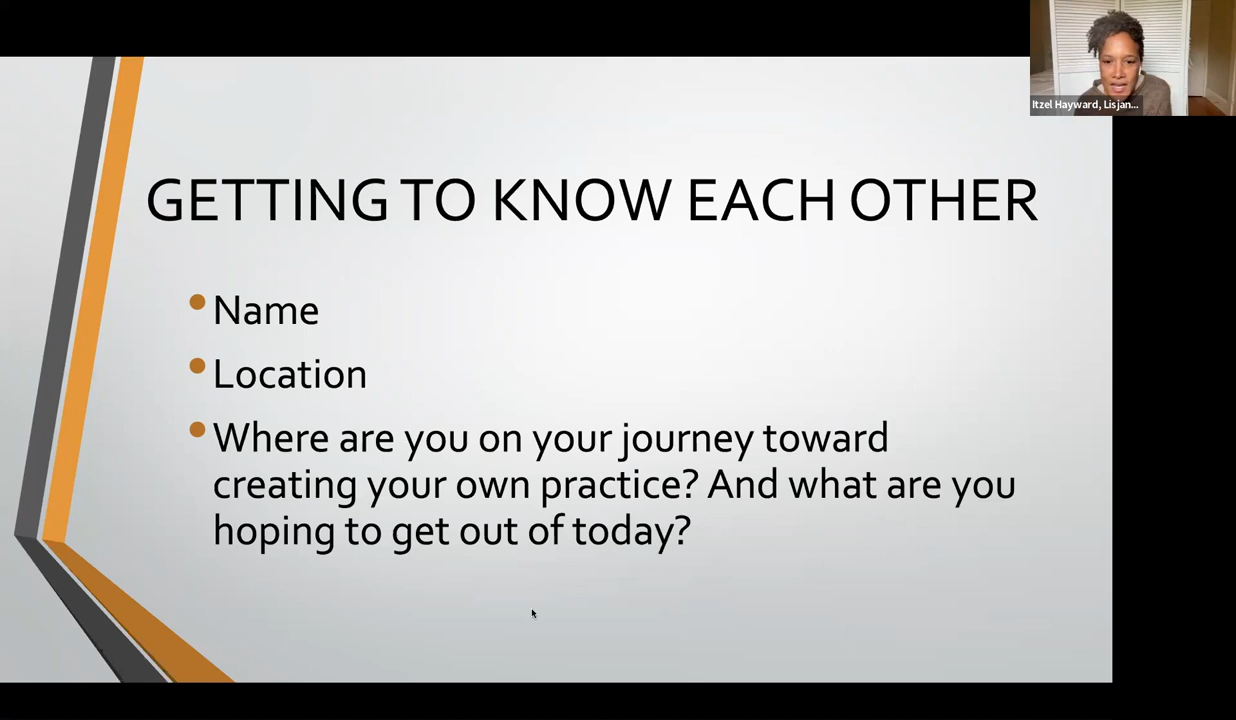 Itzel Hayward, Lisjan...
GETTING TO KNOW EACH OTHER
Name
Location
Where are you on your journey toward
creating your own practice? And what are you
hoping to get out of today?